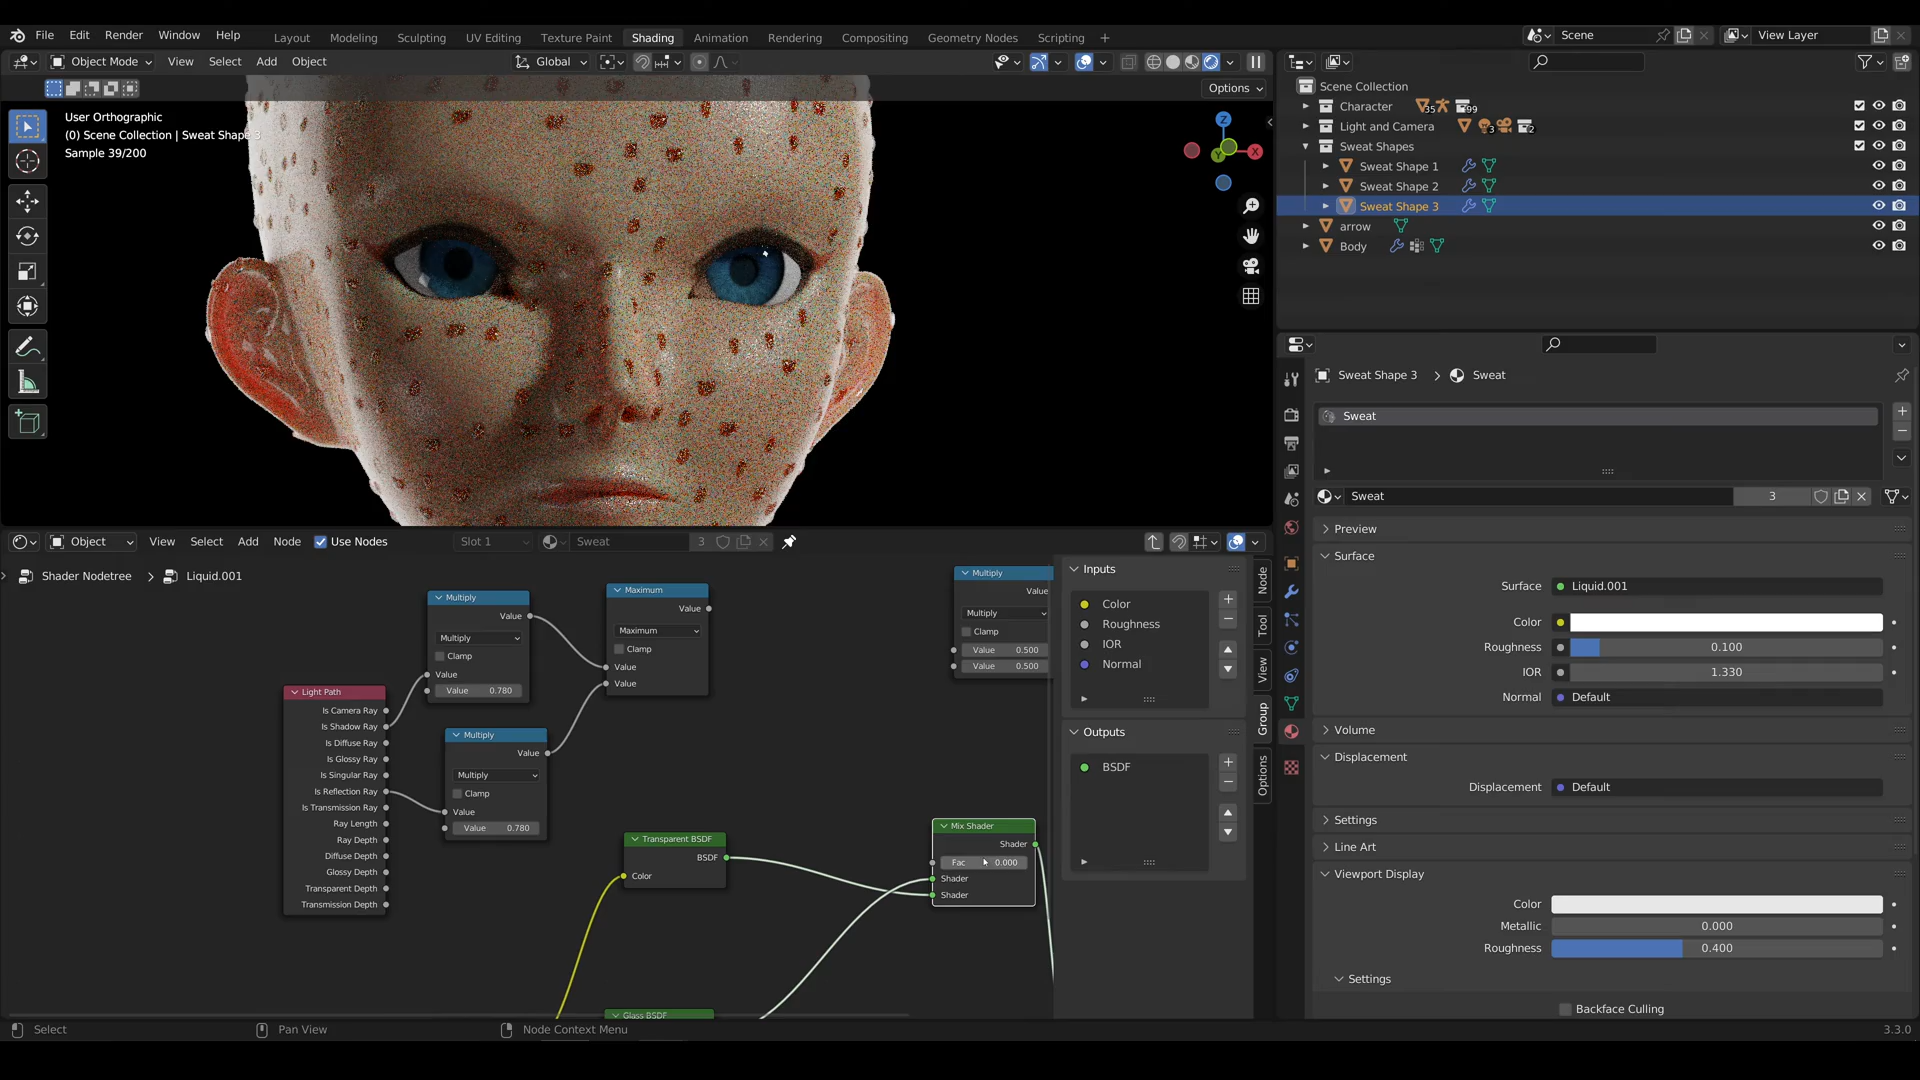 File Edit Render Window Help Layout Modeling Sculpting UV Editing Texture Paint Shading Animation Rendering Compositing Geometry Nodes Scripting + Scene View Layer
Object Mode View Select Add Object Global
Options
User Orthographic
(0) Scene Collection | Sweat Shape 3
Sample 39/200
Z
X
Y
Scene Collection
Character 35 99
Light and Camera 3 2
Sweat Shapes
Sweat Shape 1
Sweat Shape 2
Sweat Shape 3
arrow
Body
Sweat Shape 3 > Sweat
Sweat
Sweat 3
Preview
Surface
Surface Liquid.001
Color
Roughness 0.100
IOR 1.330
Normal Default
Volume
Displacement
Displacement Default
Settings
Line Art
Viewport Display
Color
Metallic 0.000
Roughness 0.400
Settings
Backface Culling
Object View Select Add Node Use Nodes Slot 1 Sweat 3
Shader Nodetree > Liquid.001
Light Path
Is Camera Ray
Is Shadow Ray
Is Diffuse Ray
Is Glossy Ray
Is Singular Ray
Is Reflection Ray
Is Transmission Ray
Ray Length
Ray Depth
Diffuse Depth
Glossy Depth
Transparent Depth
Transmission Depth
Multiply
Value
Multiply
Clamp
Value
Value 0.780
Multiply
Value
Multiply
Clamp
Value
Value 0.780
Maximum
Value
Maximum
Clamp
Value
Value
Transparent BSDF
BSDF
Color
Glass BSDF
Multiply
Value
Multiply
Clamp
Value 0.500
Value 0.500
Mix Shader
Shader
Fac 0.000
Shader
Shader
Inputs
Color
Roughness
IOR
Normal
Outputs
BSDF
Node
Tool
View
Group
Options
Select Pan View Node Context Menu 3.3.0